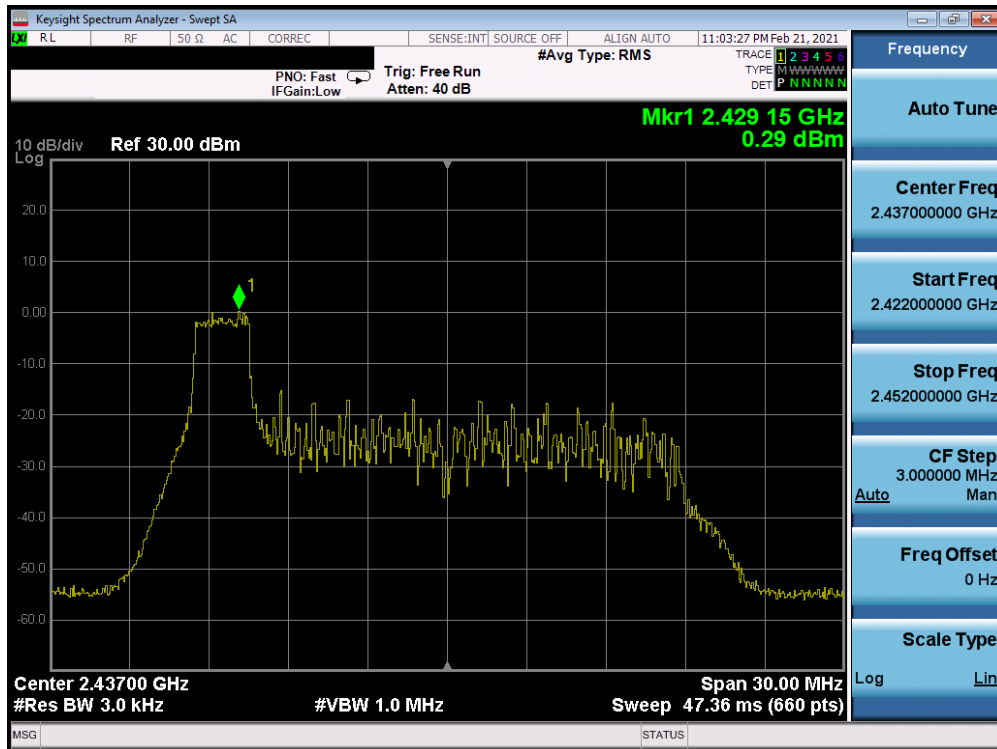 Keysight Spectrum Analyzer - Swept SA
LXI RL RF 50 Ω AC CORREC SENSE:INT SOURCE OFF ALIGN AUTO 11:03:27 PM Feb 21, 2021
#Avg Type: RMS
TRACE 1 2 3 4 5 6
PNO: Fast Trig: Free Run
TYPE M WWWWW
IFGain:Low Atten: 40 dB
DET P N N N N N
Frequency
Auto Tune
Center Freq
2.437000000 GHz
Start Freq
2.422000000 GHz
Stop Freq
2.452000000 GHz
CF Step
3.000000 MHz
Auto Man
Freq Offset
0 Hz
Scale Type
Log Lin
Mkr1 2.429 15 GHz
0.29 dBm
10 dB/div Ref 30.00 dBm
Log
20.0
10.0
1
0.00
-10.0
-20.0
-30.0
-40.0
-50.0
-60.0
Center 2.43700 GHz Span 30.00 MHz
#Res BW 3.0 kHz #VBW 1.0 MHz Sweep 47.36 ms (660 pts)
MSG STATUS